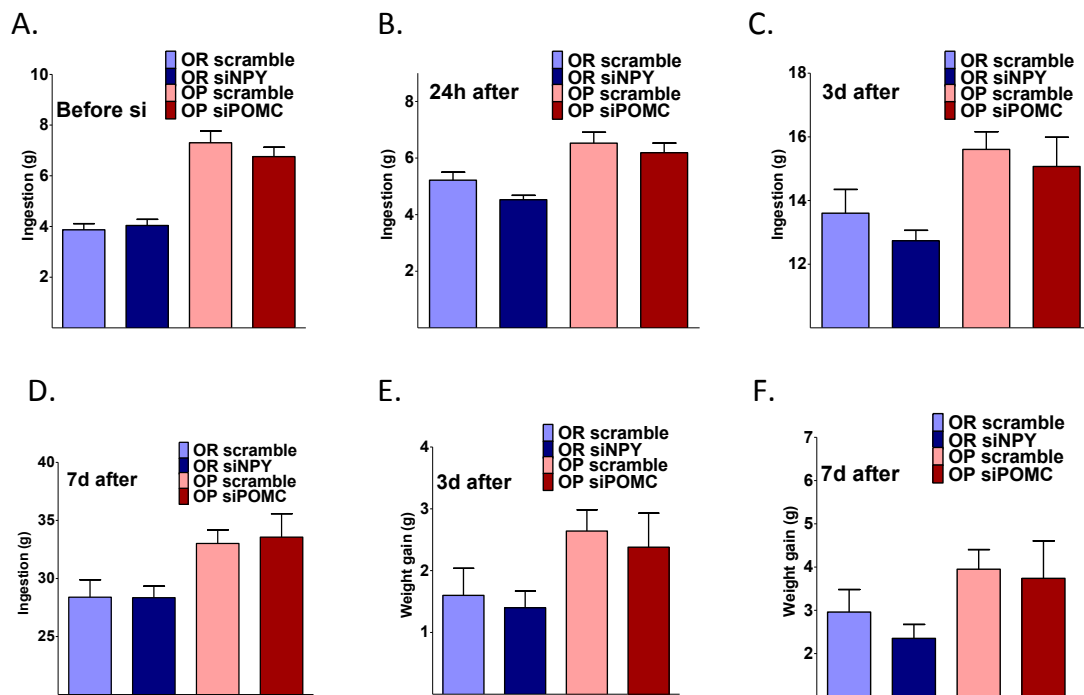 A.
OR scramble
OR siNPY
OP scramble
OP siPOMC
Before si
Ingestion (g)
10
8
6
4
2
B.
OR scramble
OR siNPY
OP scramble
OP siPOMC
24h after
Ingestion (g)
8
6
4
2
C.
OR scramble
OR siNPY
OP scramble
OP siPOMC
3d after
Ingestion (g)
18
16
14
12
D.
OR scramble
OR siNPY
OP scramble
OP siPOMC
7d after
Ingestion (g)
40
35
30
25
E.
OR scramble
OR siNPY
OP scramble
OP siPOMC
3d after
Weight gain (g)
4
3
2
1
F.
OR scramble
OR siNPY
OP scramble
OP siPOMC
7d after
Weight gain (g)
7
6
5
4
3
2